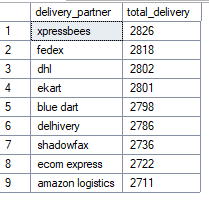 delivery_partner total_delivery
1 xpressbees 2826
2 fedex 2818
3 dhl 2802
4 ekart 2801
5 blue dart 2798
6 delhivery 2786
7 shadowfax 2736
8 ecom express 2722
9 amazon logistics 2711